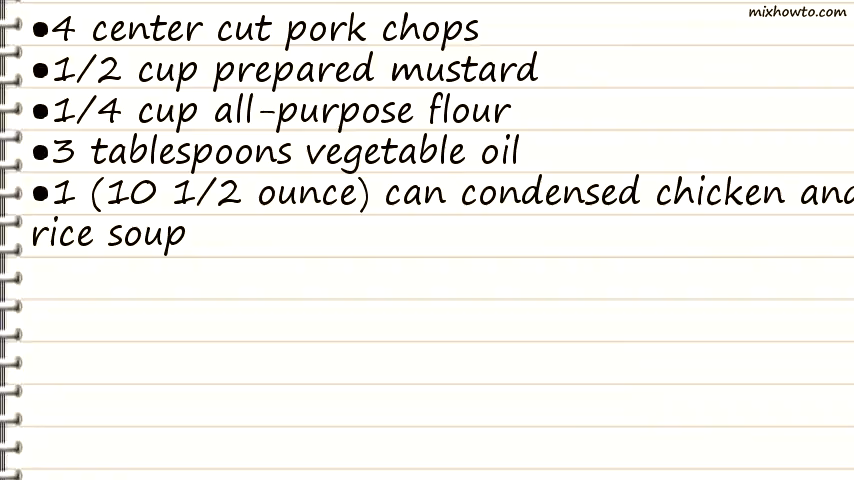 mixhowto.com
•4 center cut pork chops
•1/2 cup prepared mustard
•1/4 cup all-purpose flour
•3 tablespoons vegetable oil
•1 (10 1/2 ounce) can condensed chicken and
rice soup